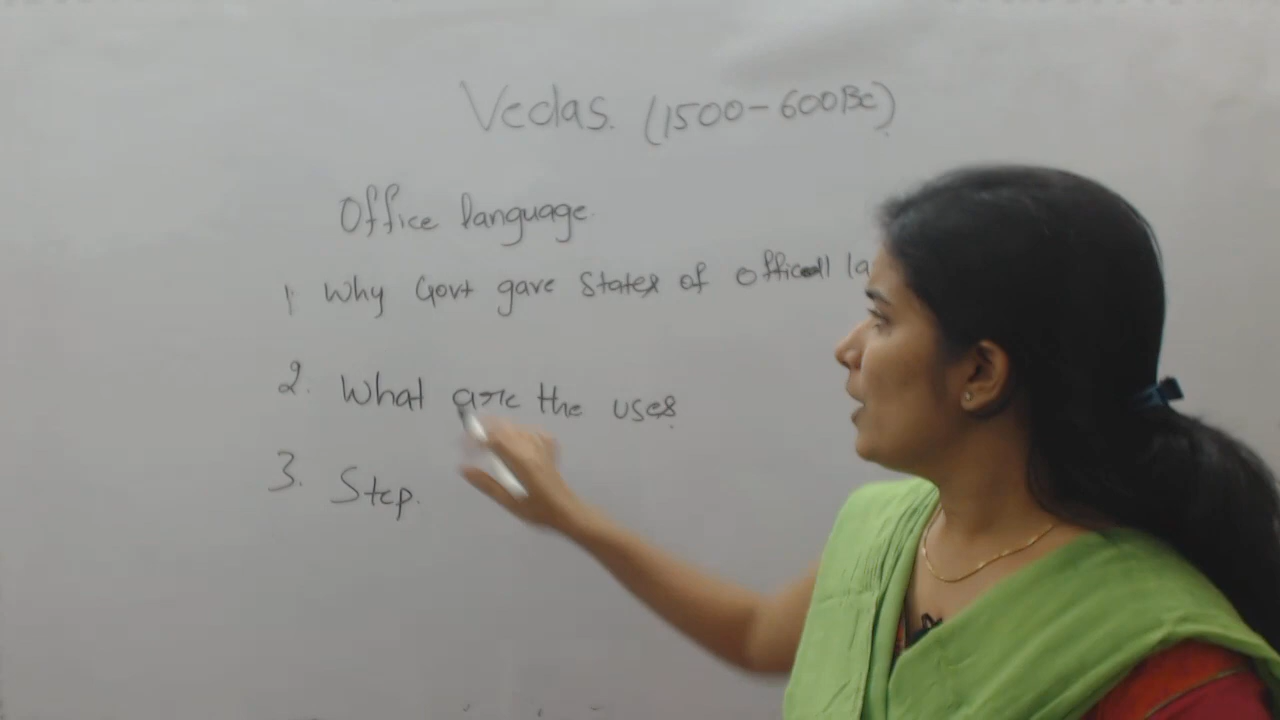 Vedas. (1500-600BC)
Office language.
1. Why Govt gave States of official la
2. What are the uses.
3. Step.